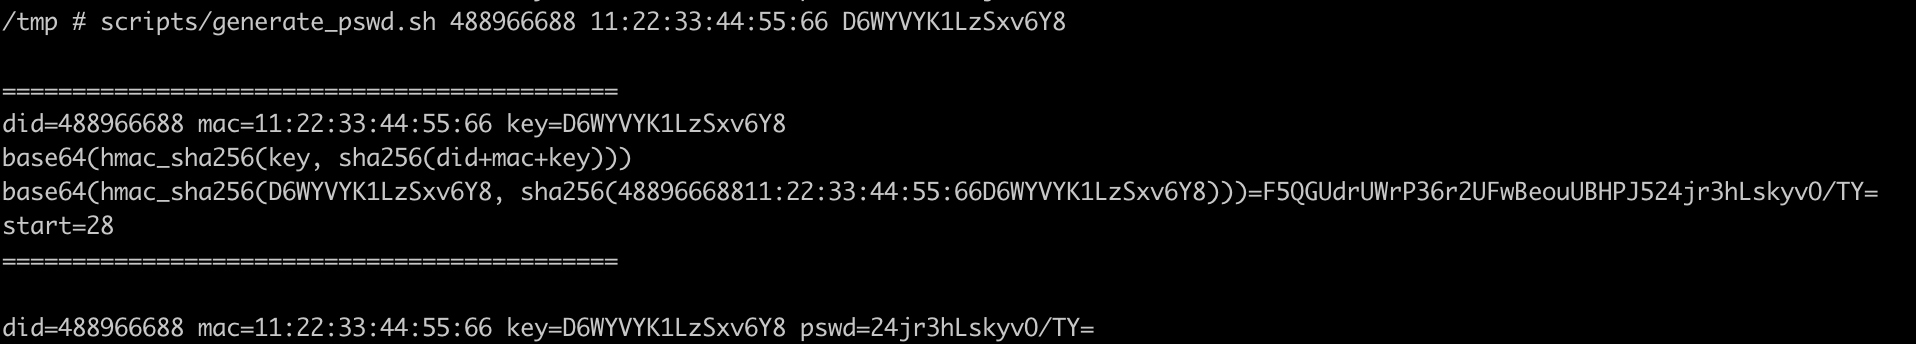 /tmp # scripts/generate_pswd.sh 488966688 11:22:33:44:55:66 D6WYVYK1LzSxv6Y8
============================================
did=488966688 mac=11:22:33:44:55:66 key=D6WYVYK1LzSxv6Y8
base64(hmac_sha256(key, sha256(did+mac+key)))
base64(hmac_sha256(D6WYVYK1LzSxv6Y8, sha256(48896668811:22:33:44:55:66D6WYVYK1LzSxv6Y8)))=F5QGUdrUWrP36r2UFwBeouUBHPJ524jr3hLskyvO/TY=
start=28
============================================
did=488966688 mac=11:22:33:44:55:66 key=D6WYVYK1LzSxv6Y8 pswd=24jr3hLskyvO/TY=